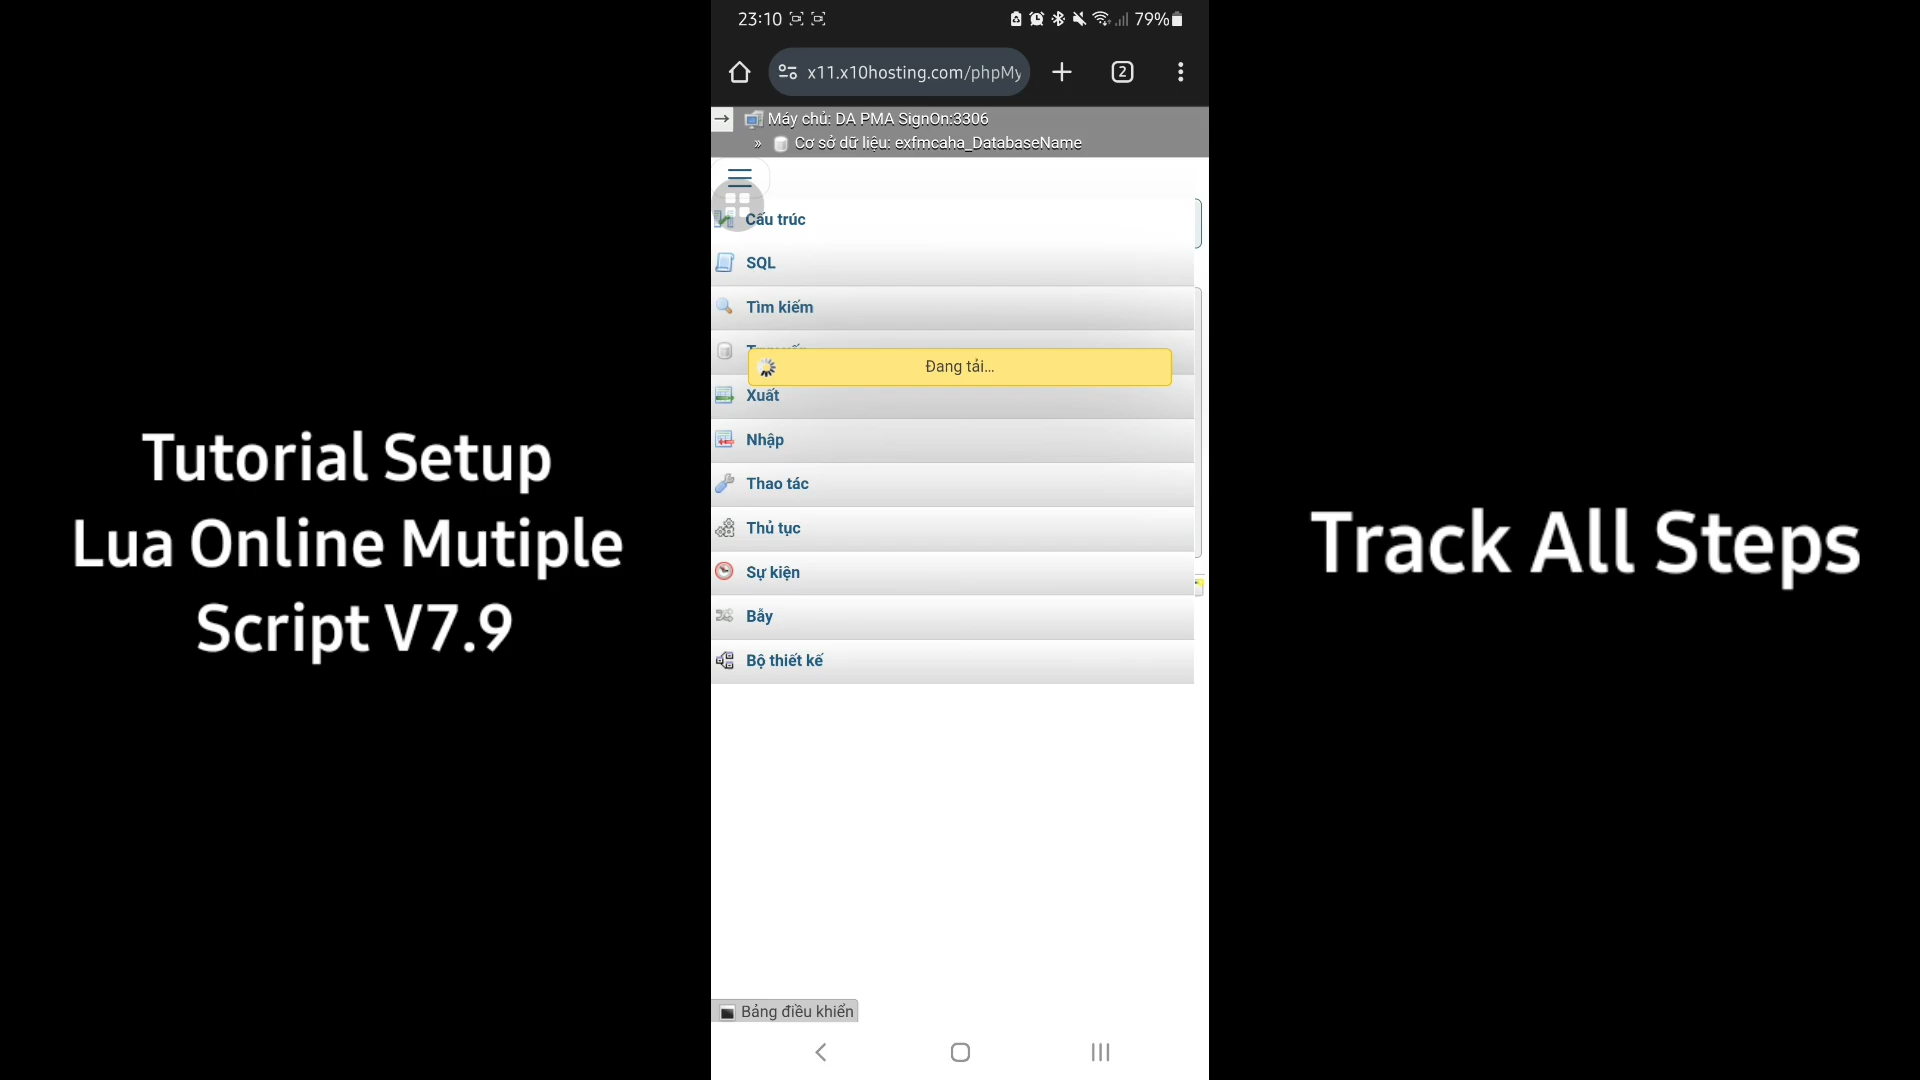 23:10
79%
x11.x10hosting.com/phpMy
2
Máy chủ: DA PMA SignOn:3306
» Cơ sở dữ liệu: exfmcaha_DatabaseName
Cấu trúc
SQL
Tìm kiếm
Đang tải...
Xuất
Nhập
Thao tác
Thủ tục
Sự kiện
Bẫy
Bộ thiết kế
Bảng điều khiển
Tutorial Setup
Lua Online Mutiple
Script V7.9
Track All Steps